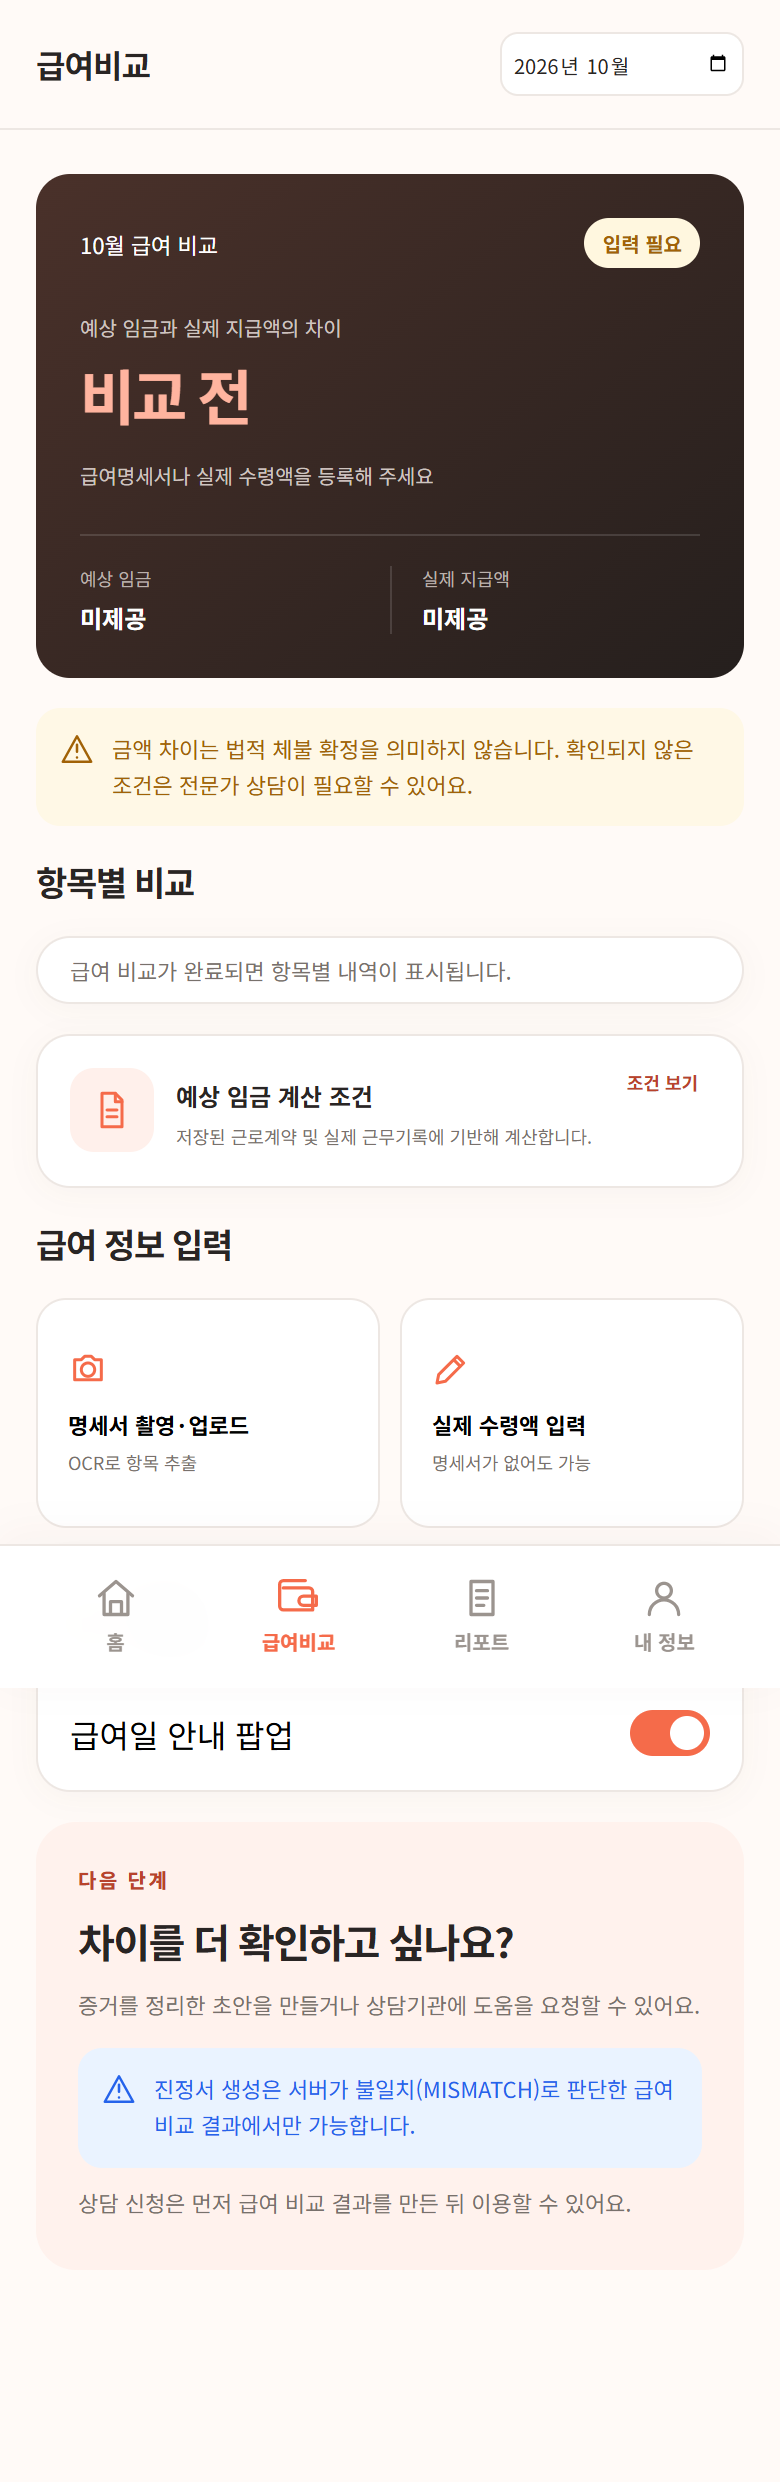 급여비교
2026년 10월
10월 급여 비교
입력 필요
예상 임금과 실제 지급액의 차이
비교 전
급여명세서나 실제 수령액을 등록해 주세요
예상 임금
실제 지급액
미제공
미제공
금액 차이는 법적 체불 확정을 의미하지 않습니다. 확인되지 않은
조건은 전문가 상담이 필요할 수 있어요.
항목별 비교
급여 비교가 완료되면 항목별 내역이 표시됩니다.
예상 임금 계산 조건
조건 보기
저장된 근로계약 및 실제 근무기록에 기반해 계산합니다.
급여 정보 입력
명세서 촬영·업로드
OCR로 항목 추출
실제 수령액 입력
명세서가 없어도 가능
홈
급여비교
리포트
내 정보
급여일 안내 팝업
다음 단계
차이를 더 확인하고 싶나요?
증거를 정리한 초안을 만들거나 상담기관에 도움을 요청할 수 있어요.
진정서 생성은 서버가 불일치(MISMATCH)로 판단한 급여
비교 결과에서만 가능합니다.
상담 신청은 먼저 급여 비교 결과를 만든 뒤 이용할 수 있어요.